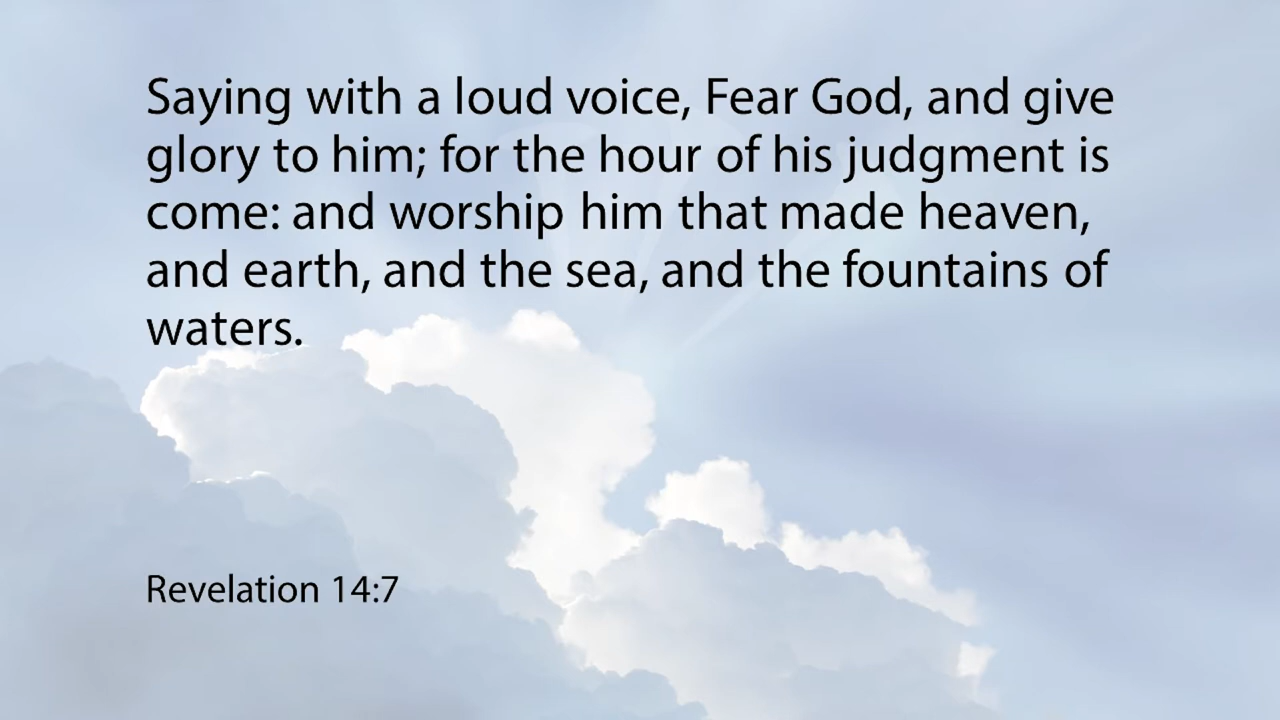 Saying with a loud voice, Fear God, and give
glory to him; for the hour of his judgment is
come: and worship him that made heaven,
and earth, and the sea, and the fountains of
waters.
Revelation 14:7